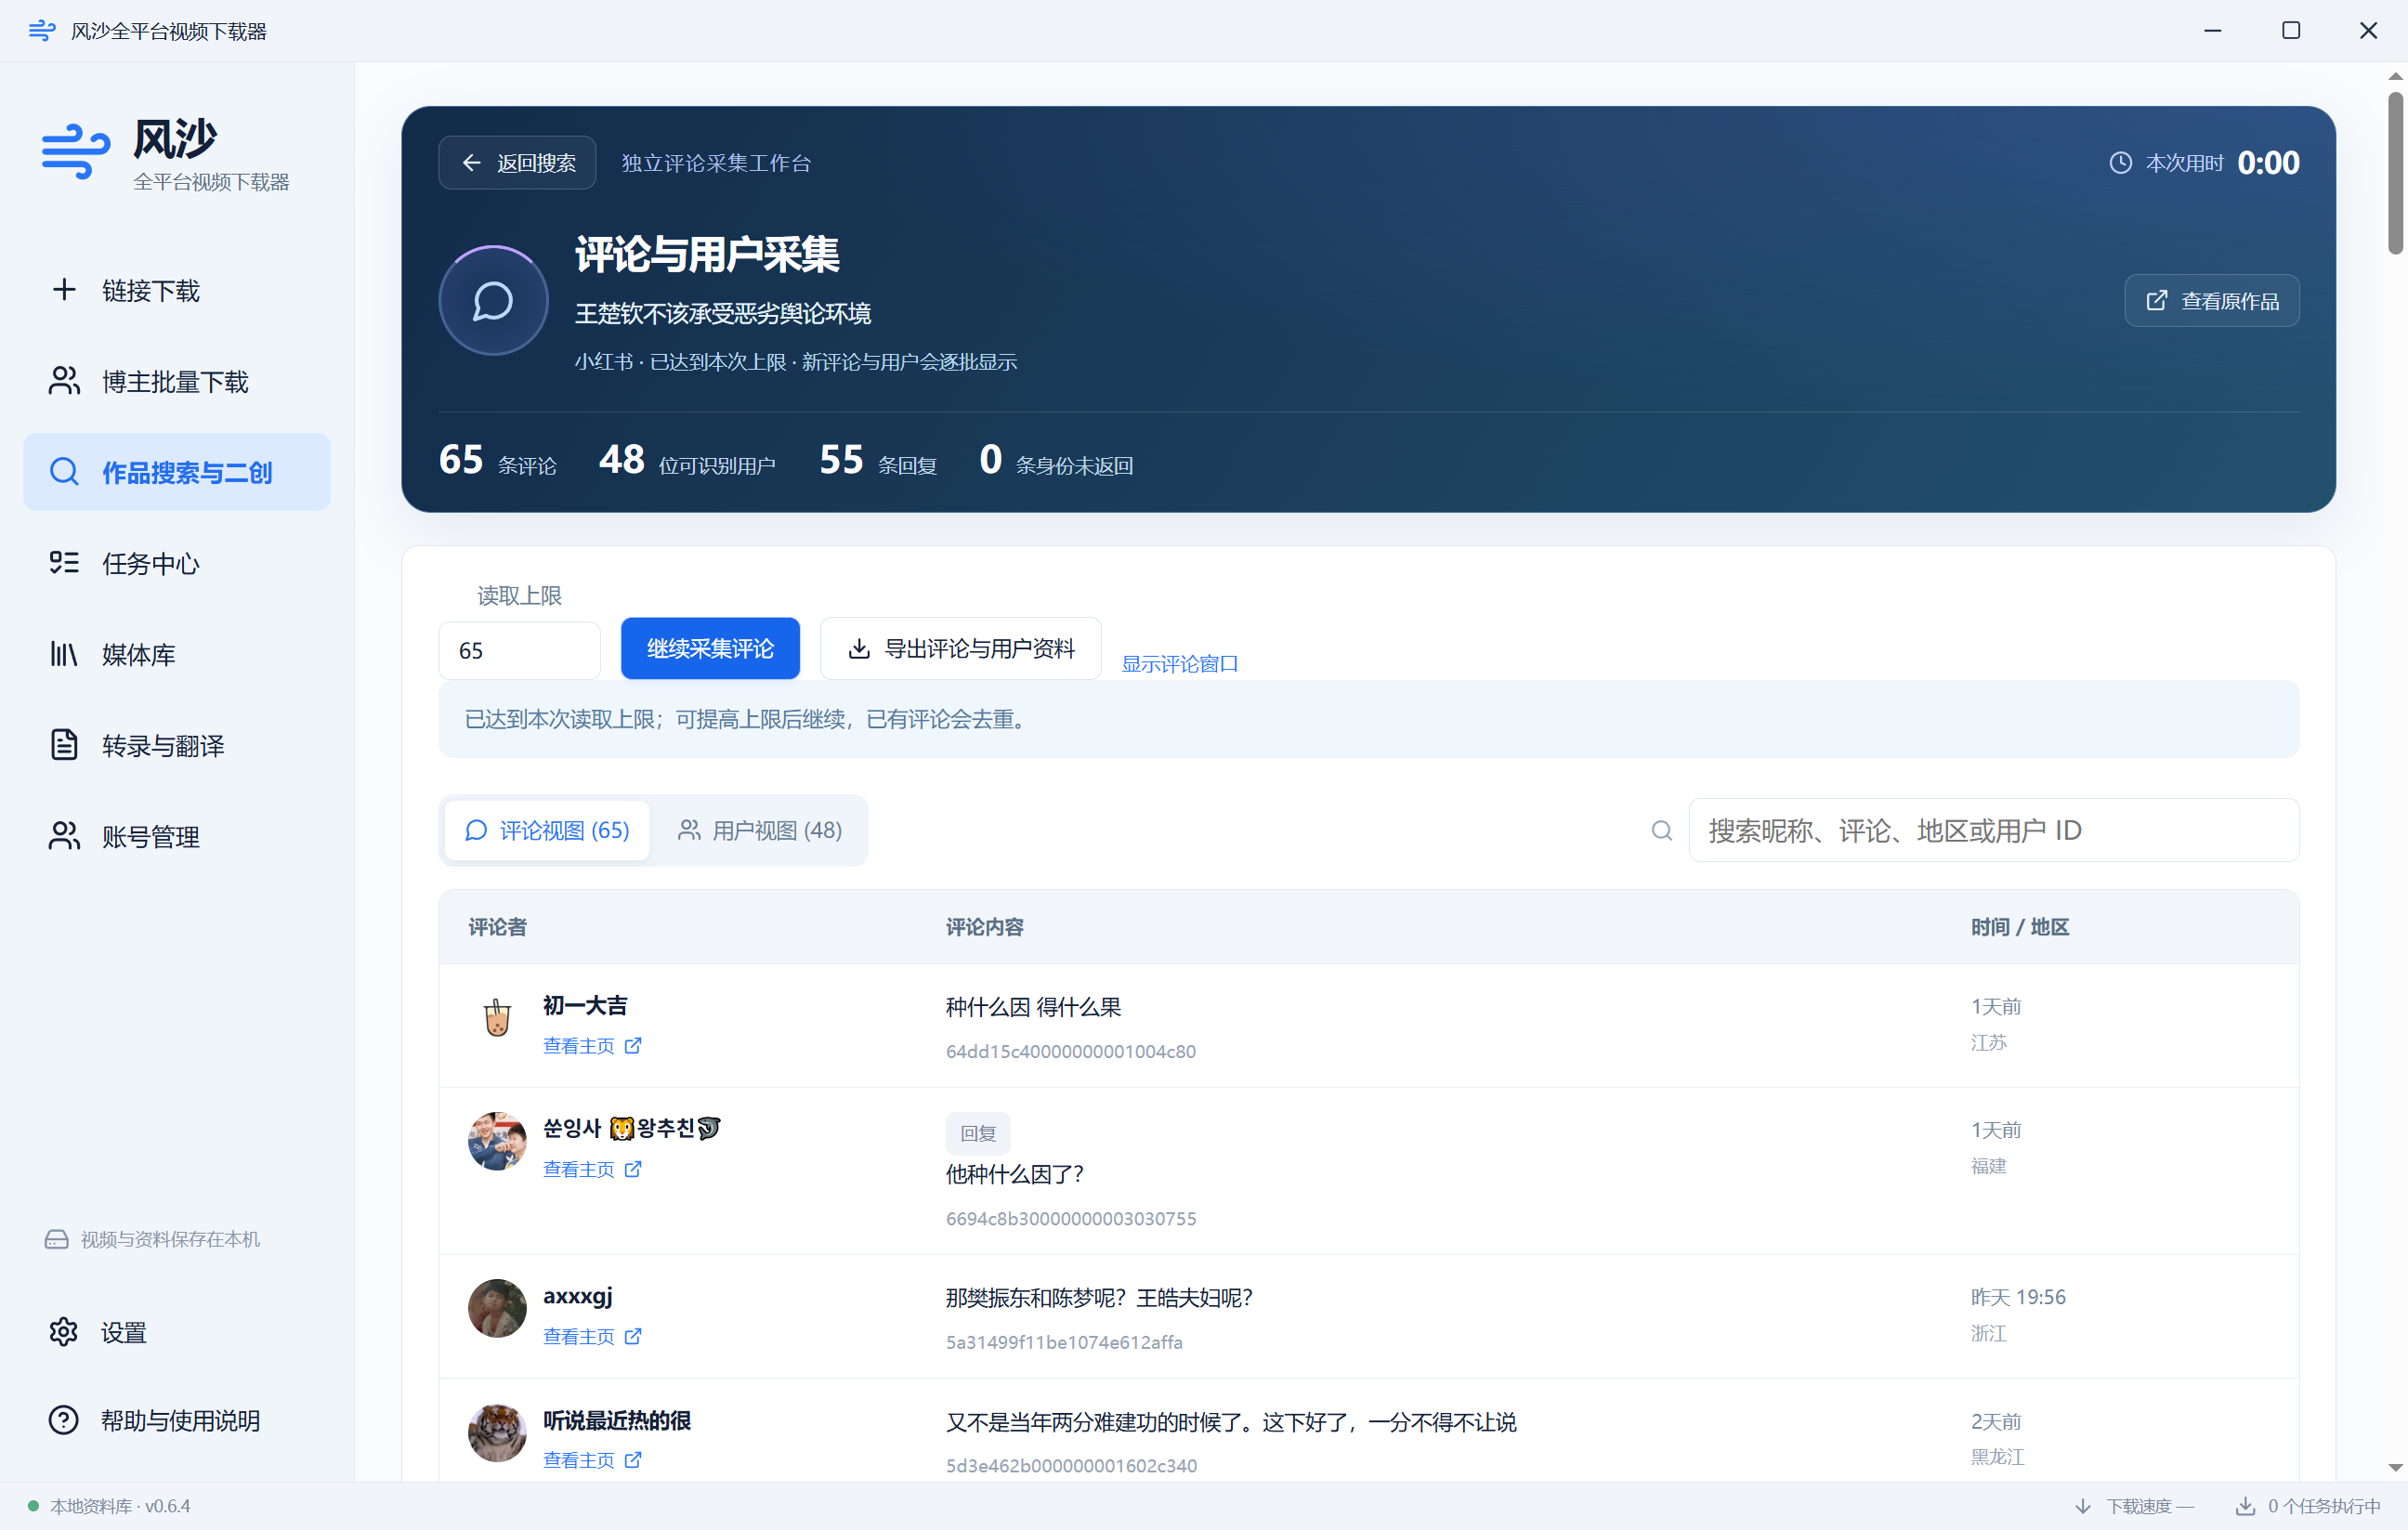 风沙全平台视频下载器
风沙
全平台视频下载器
链接下载
博主批量下载
作品搜索与二创
任务中心
媒体库
转录与翻译
账号管理
视频与资料保存在本机
设置
帮助与使用说明
返回搜索
独立评论采集工作台
本次用时 0:00
评论与用户采集
王楚钦不该承受恶劣舆论环境
小红书 · 已达到本次上限 · 新评论与用户会逐批显示
查看原作品
65 条评论 48 位可识别用户 55 条回复 0 条身份未返回
读取上限
65 继续采集评论 导出评论与用户资料 显示评论窗口
已达到本次读取上限；可提高上限后继续，已有评论会去重。
评论视图 (65) 用户视图 (48) 搜索昵称、评论、地区或用户 ID
评论者 评论内容 时间 / 地区
初一大吉 种什么因 得什么果 1天前
查看主页 64dd15c40000000001004c80 江苏
쑨잉사 🐯왕추친🐬 回复 1天前
查看主页 他种什么因了？ 福建
6694c8b30000000003030755
axxxgj 那樊振东和陈梦呢？王皓夫妇呢？ 昨天 19:56
查看主页 5a31499f11be1074e612affa 浙江
听说最近热的很 又不是当年两分难建功的时候了。这下好了，一分不得不让说 2天前
查看主页 5d3e462b000000001602c340 黑龙江
本地资料库 · v0.6.4 下载速度 — 0 个任务执行中